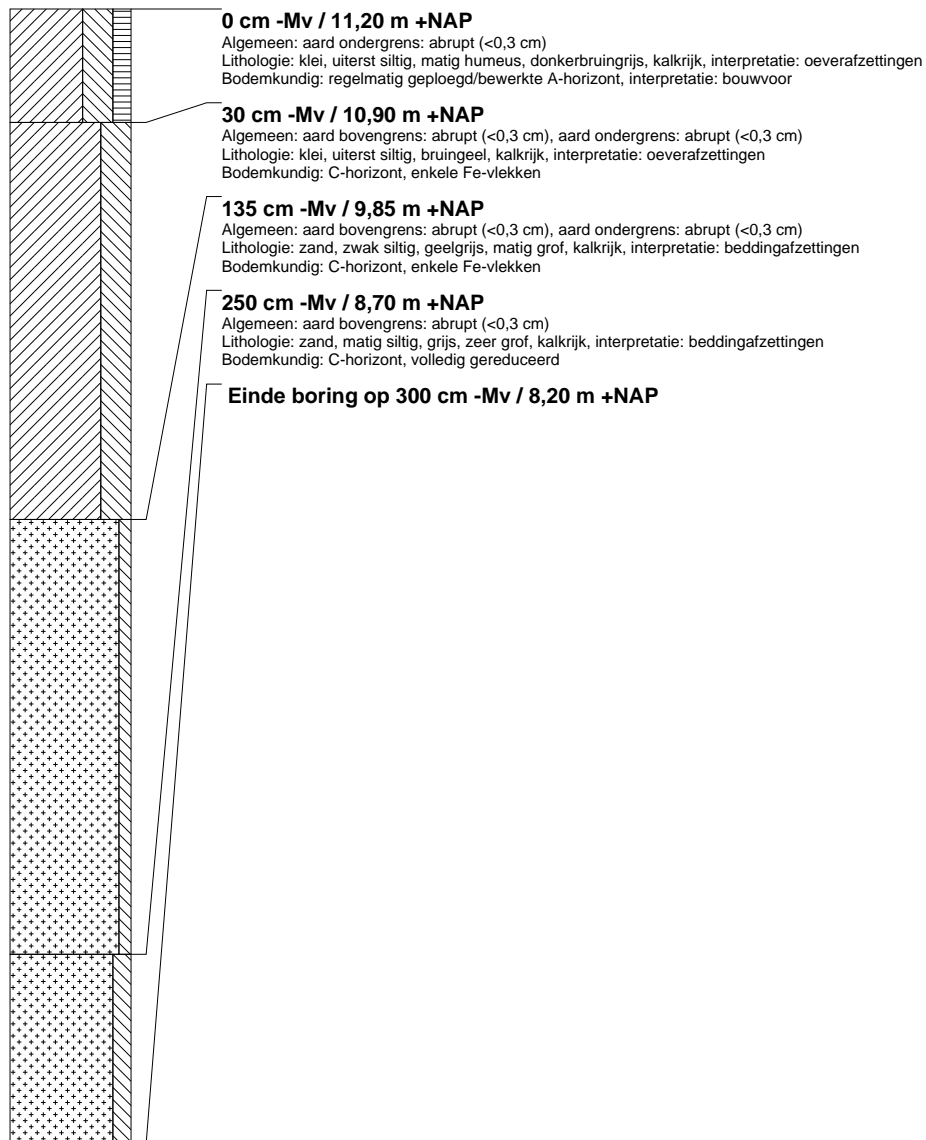 0 cm -Mv / 11,20 m +NAP
Algemeen: aard ondergrens: abrupt (<0,3 cm)
Lithologie: klei, uiterst siltig, matig humeus, donkerbruingrijs, kalkrijk, interpretatie: oeverafzettingen
Bodemkundig: regelmatig geploegd/bewerkte A-horizont, interpretatie: bouwvoor
30 cm -Mv / 10,90 m +NAP
Algemeen: aard bovengrens: abrupt (<0,3 cm), aard ondergrens: abrupt (<0,3 cm)
Lithologie: klei, uiterst siltig, bruingeel, kalkrijk, interpretatie: oeverafzettingen
Bodemkundig: C-horizont, enkele Fe-vlekken
135 cm -Mv / 9,85 m +NAP
Algemeen: aard bovengrens: abrupt (<0,3 cm), aard ondergrens: abrupt (<0,3 cm)
Lithologie: zand, zwak siltig, geelgrijs, matig grof, kalkrijk, interpretatie: beddingafzettingen
Bodemkundig: C-horizont, enkele Fe-vlekken
250 cm -Mv / 8,70 m +NAP
Algemeen: aard bovengrens: abrupt (<0,3 cm)
Lithologie: zand, matig siltig, grijs, zeer grof, kalkrijk, interpretatie: beddingafzettingen
Bodemkundig: C-horizont, volledig gereduceerd
Einde boring op 300 cm -Mv / 8,20 m +NAP